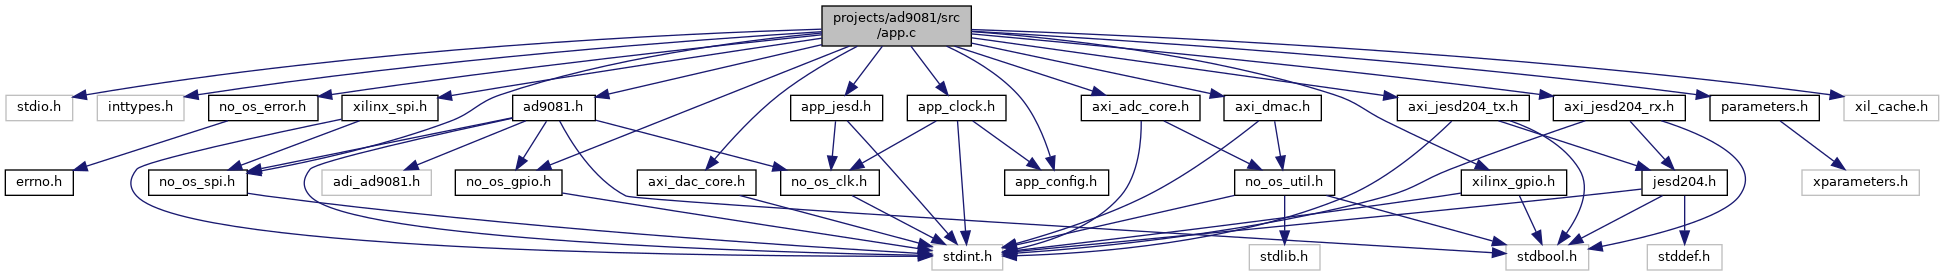 projects/ad9081/src
/app.c
stdio.h
inttypes.h
no_os_error.h
xilinx_spi.h
ad9081.h
app_jesd.h
app_clock.h
axi_adc_core.h
axi_dmac.h
axi_jesd204_tx.h
axi_jesd204_rx.h
parameters.h
xil_cache.h
errno.h
no_os_spi.h
adi_ad9081.h
no_os_gpio.h
axi_dac_core.h
no_os_clk.h
app_config.h
no_os_util.h
xilinx_gpio.h
jesd204.h
xparameters.h
stdint.h
stdlib.h
stdbool.h
stddef.h